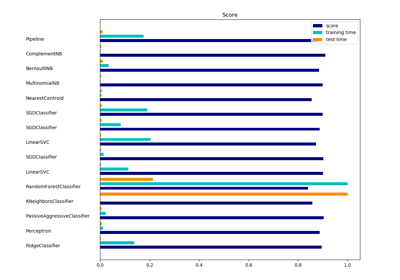 Score
score
training time
test time
Pipeline
ComplementNB
BernoulliNB
MultinomialNB
NearestCentroid
SGDClassifier
SGDClassifier
LinearSVC
SGDClassifier
LinearSVC
RandomForestClassifier
KNeighborsClassifier
PassiveAggressiveClassifier
Perceptron
RidgeClassifier
0.0 0.2 0.4 0.6 0.8 1.0